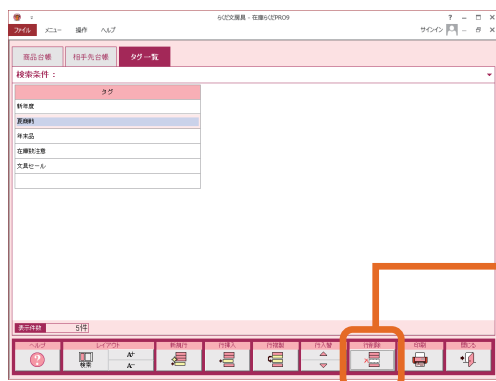 らくだ文房具 - 在庫らくだPRO9
ファイル メニュー 操作 ヘルプ サインイン
商品台帳 相手先台帳 タグ一覧
検索条件：
タグ
新年度
夏期物
年末品
在庫数注意
文具セール
表示件数 5件
ヘルプ レイアウト 新規行 行挿入 行複製 行入替 行削除 印刷 閉じる
検索 A+
A-